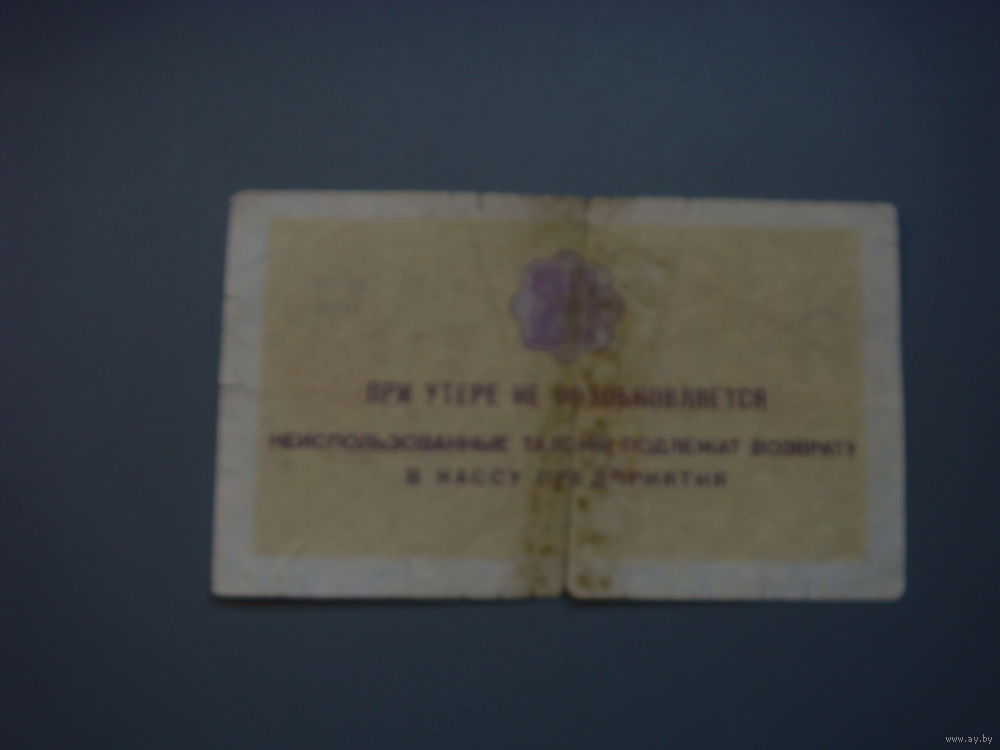 ПРИ УТЕРЕ НЕ ВОЗОБНОВЛЯЕТСЯ
НЕИСПОЛЬЗОВАННЫЕ ТАЛОНЫ ПОДЛЕЖАТ ВОЗВРАТУ
В КАССУ ПРЕДПРИЯТИЯ
www.ay.by